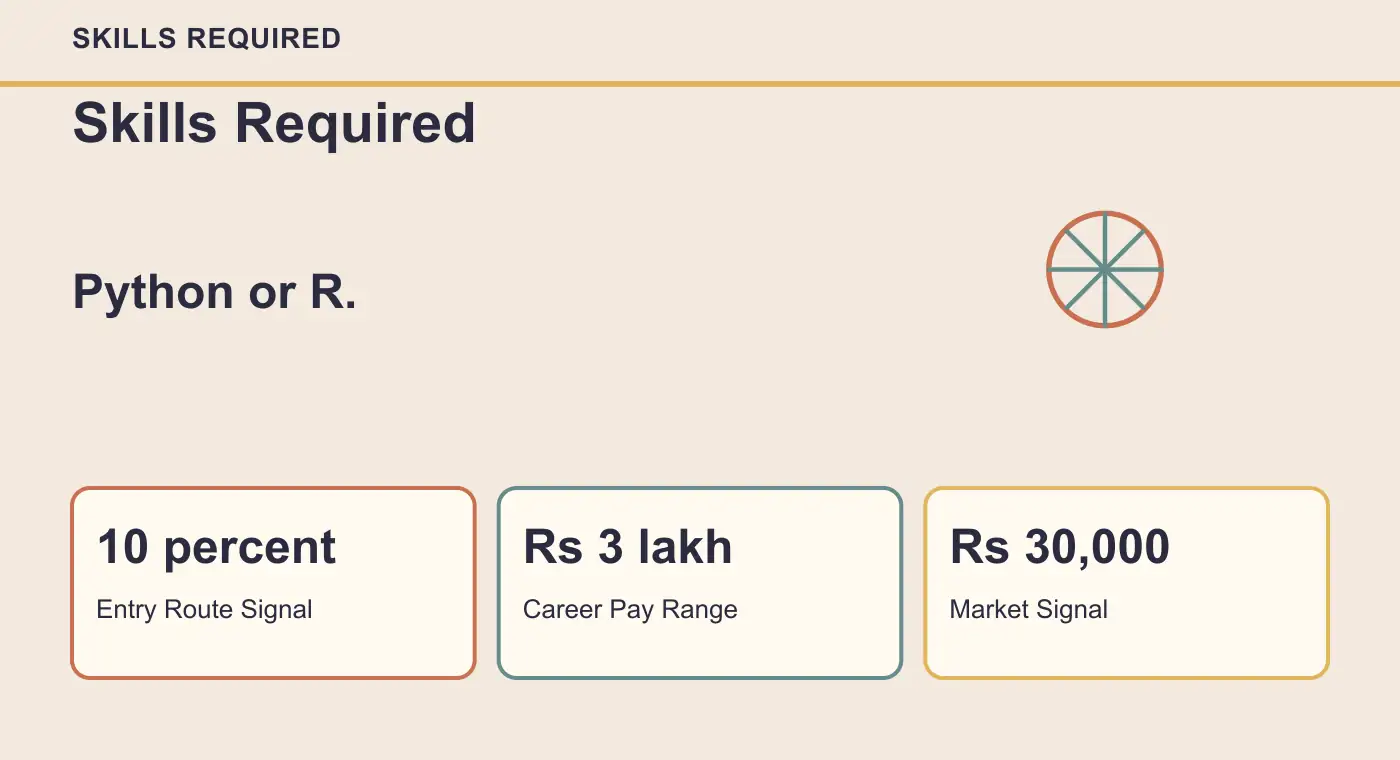 SKILLS REQUIRED
Skills Required
Python or R.
10 percent
Entry Route Signal
Rs 3 lakh
Career Pay Range
Rs 30,000
Market Signal